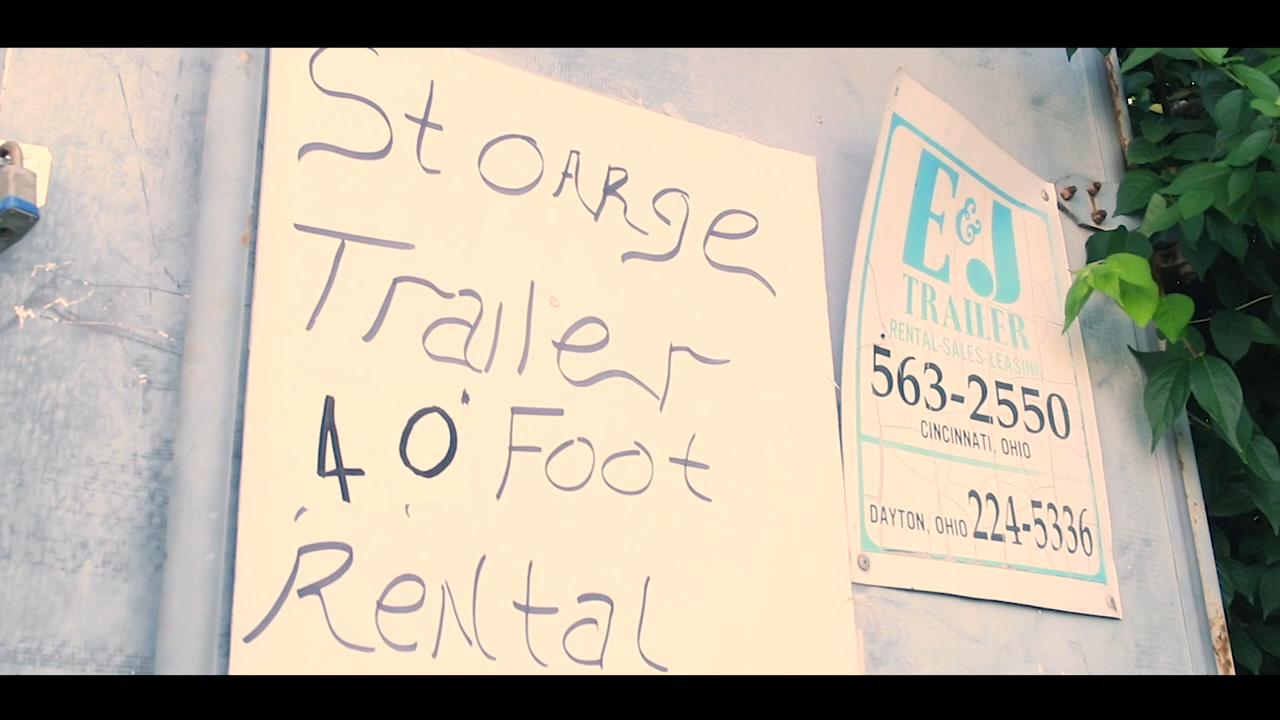 StOARge
Trailer
40 Foot
ReNtal
E&J
TRAILER
RENTAL-SALES-LEASING
563-2550
CINCINNATI, OHIO
DAYTON, OHIO 224-5336